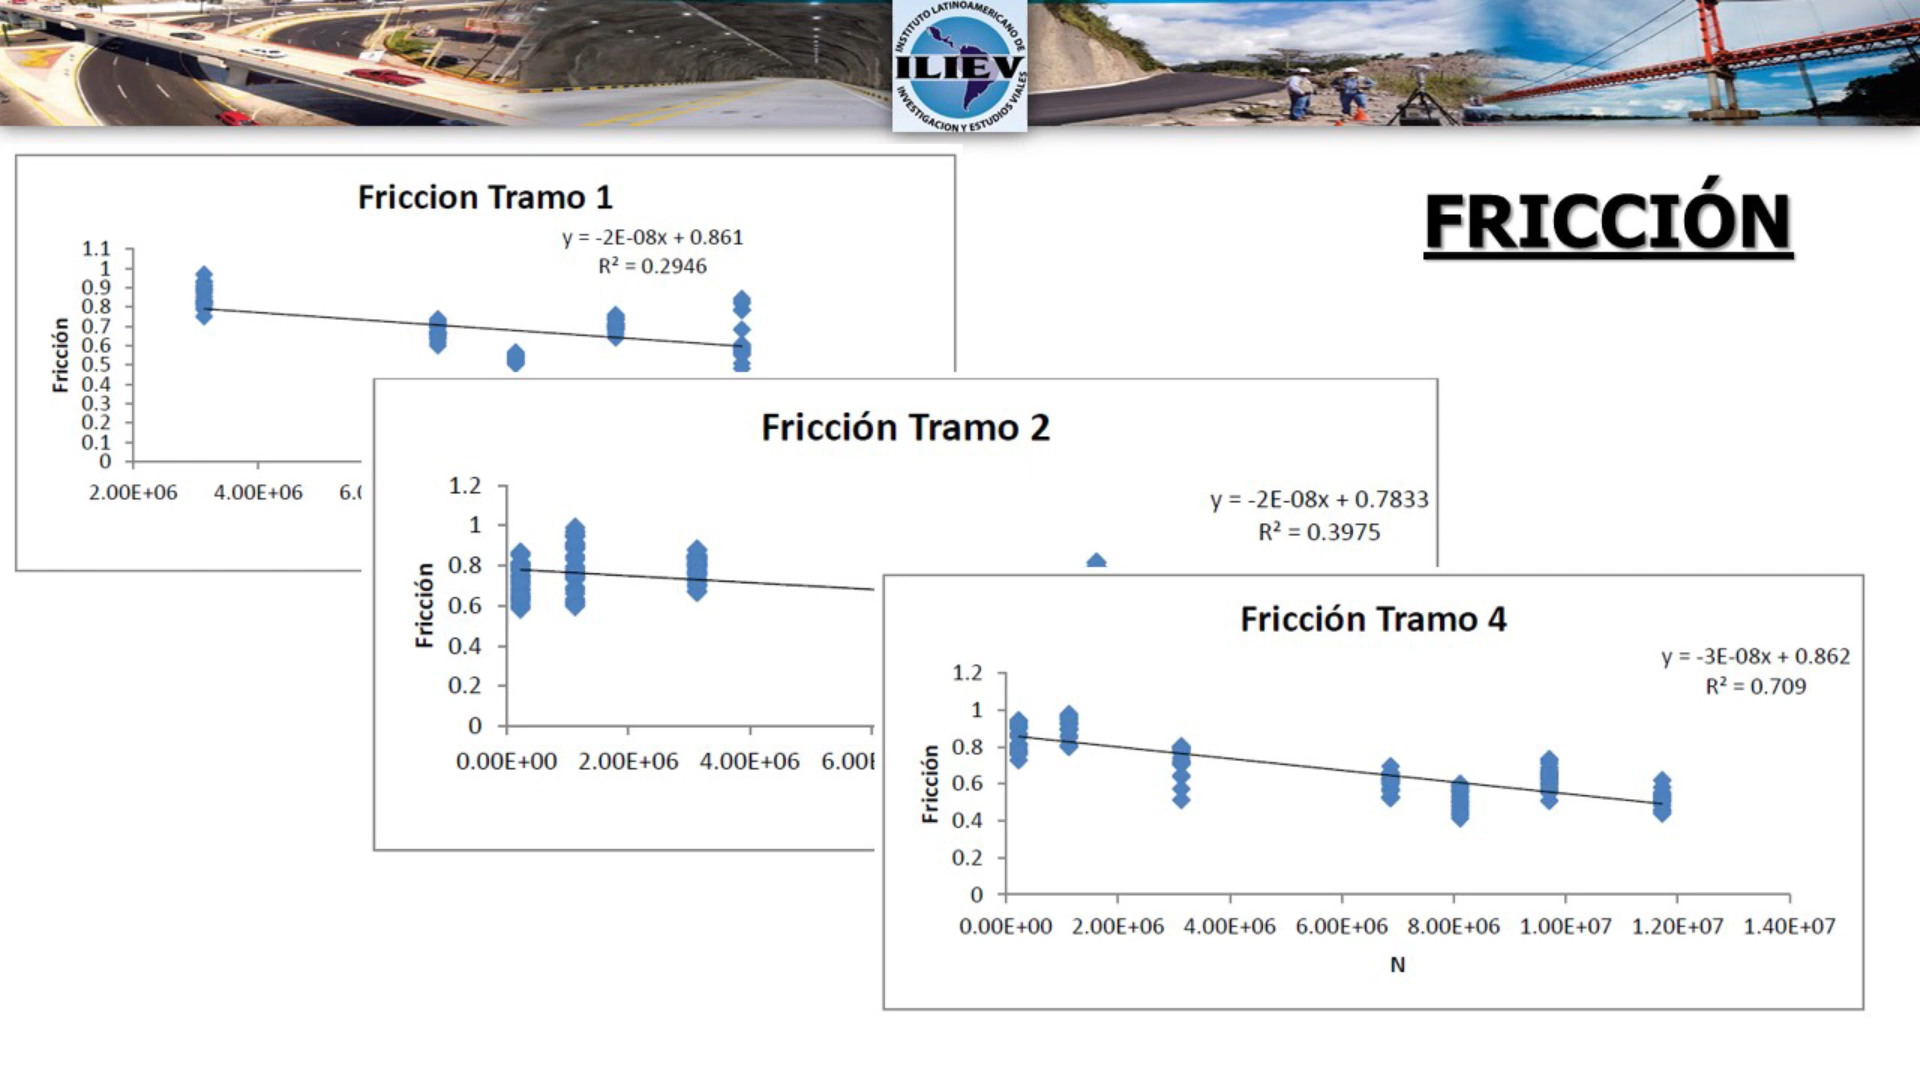 INSTITUTO LATINOAMERICANO DE
ILIEV
INVESTIGACION Y ESTUDIOS VIALES
FRICCIÓN
Friccion Tramo 1
y = -2E-08x + 0.861
R² = 0.2946
Fricción
1.1
1
0.9
0.8
0.7
0.6
0.5
0.4
0.3
0.2
0.1
0
2.00E+06 4.00E+06
Fricción Tramo 2
y = -2E-08x + 0.7833
R² = 0.3975
Fricción
1.2
1
0.8
0.6
0.4
0.2
0
0.00E+00 2.00E+06 4.00E+06
Fricción Tramo 4
y = -3E-08x + 0.862
R² = 0.709
Fricción
1.2
1
0.8
0.6
0.4
0.2
0
0.00E+00 2.00E+06 4.00E+06 6.00E+06 8.00E+06 1.00E+07 1.20E+07 1.40E+07
N